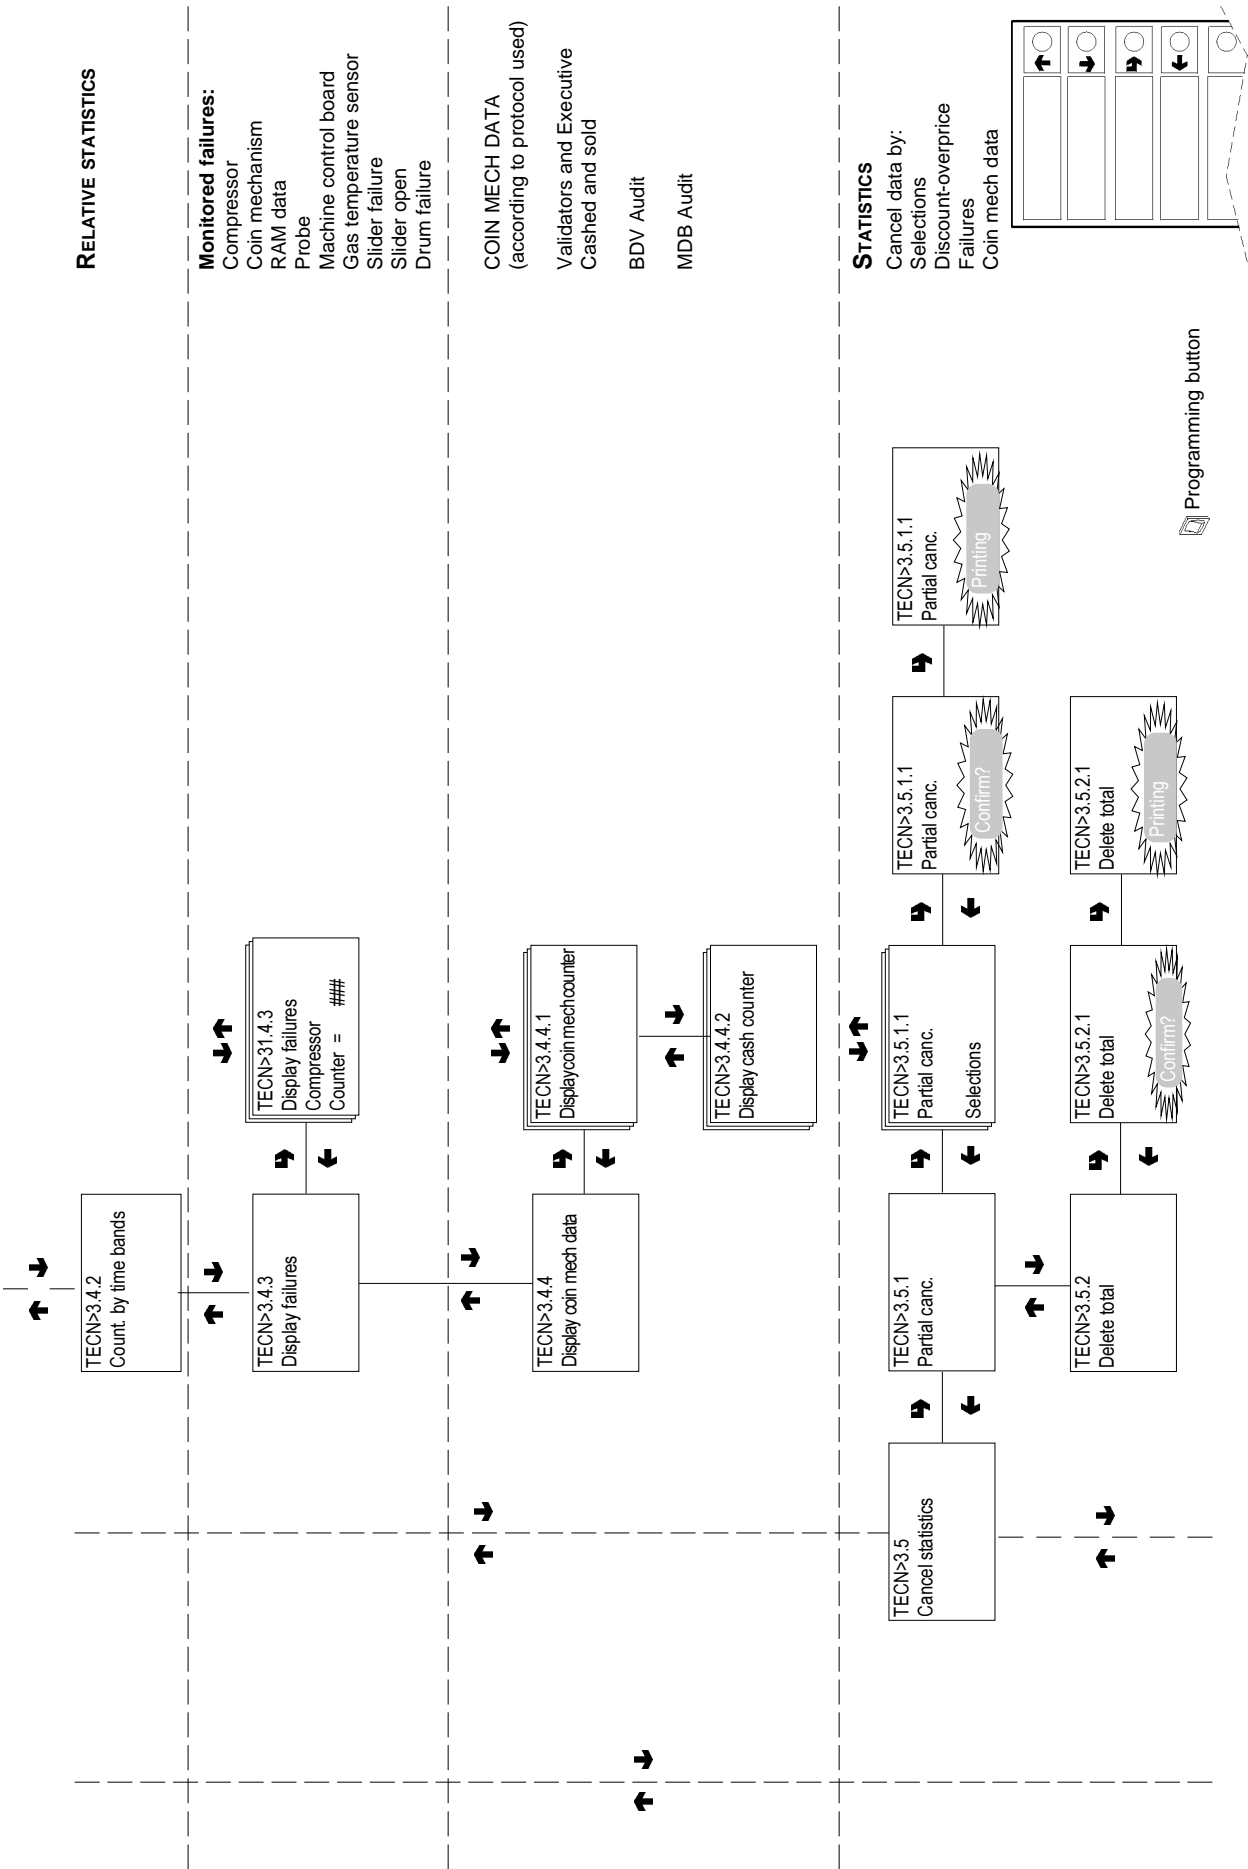 RELATIVE STATISTICS
TECN>3.4.2
Count. by time bands
Monitored failures:
Compressor
Coin mechanism
RAM data
Probe
Machine control board
Gas temperature sensor
Slider failure
Slider open
Drum failure
TECN>3.4.3
Display failures
TECN>31.4.3
Display failures
Compressor
Counter = ###
COIN MECH DATA
(according to protocol used)
Validators and Executive
Cashed and sold
BDV Audit
MDB Audit
TECN>3.4.4
Display coin mech data
TECN>3.4.4.1
Display coin mech counter
TECN>3.4.4.2
Display cash counter
STATISTICS
Cancel data by:
Selections
Discount-overprice
Failures
Coin mech data
TECN>3.5
Cancel statistics
TECN>3.5.1
Partial canc.
TECN>3.5.1.1
Partial canc.
Selections
TECN>3.5.1.1
Partial canc.
Confirm?
TECN>3.5.1.1
Partial canc.
Printing
TECN>3.5.2
Delete total
TECN>3.5.2.1
Delete total
Confirm?
TECN>3.5.2.1
Delete total
Printing
Programming button